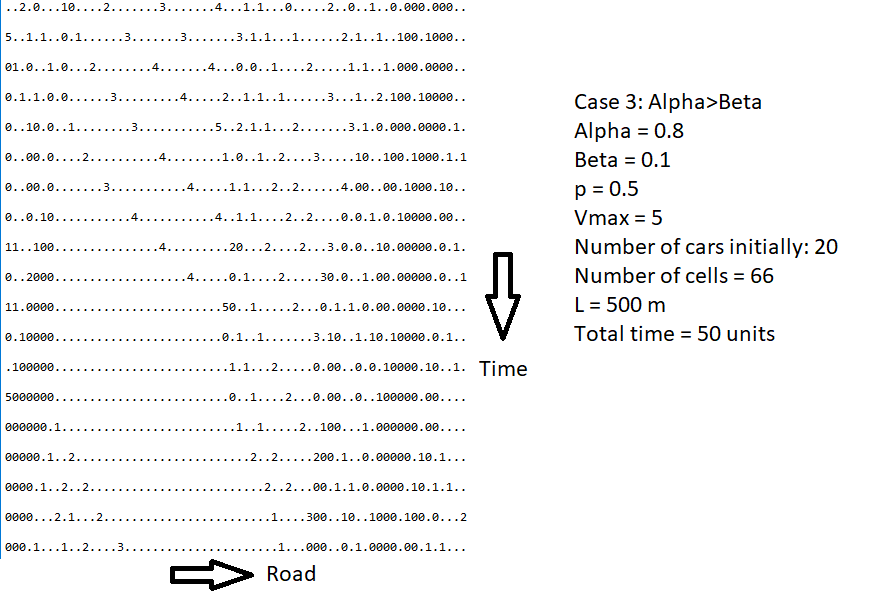 ..2.0...10....2.......3.......4...1.1...0.....2..0..1..0.000.000..
5..1.1..0.1......3.......3.......3.1.1...1......2.1..1..100.1000..
01.0..1.0...2........4.......4...0.0..1....2.....1.1..1.000.0000..
0.1.1.0.0......3.........4.....2..1.1..1......3...1..2.100.10000..
0..10.0..1........3...........5..2.1.1...2.......3.1.0.000.0000.1.
0..00.0....2..........4........1.0..1..2....3.....10..100.1000.1.1
0..00.0.......3...........4.....1.1...2..2......4.00..00.1000.10..
0..0.10...........4...........4..1.1....2..2....0.0.1.0.10000.00..
11..100...............4.........20...2....2...3.0.0..10.00000.0.1.
0..2000...................4.....0.1....2.....30.0..1.00.00000.0..1
11.0000........................50..1.....2...0.1.1.0.00.0000.10...
0.10000........................0.1..1.......3.10..1.10.10000.0.1..
.100000.........................1.1...2.....0.00..0.0.10000.10..1.
5000000.........................0..1....2...0.00..0..100000.00....
000000.1.........................1..1.....2..100...1.000000.00....
00000.1..2.........................2..2.....200.1..0.00000.10.1...
0000.1..2..2.........................2..2...00.1.1.0.0000.10.1.1..
0000...2.1...2........................1....300..10..1000.100.0...2
000.1...1..2....3......................1...000..0.1.0000.00.1.1...
Case 3: Alpha>Beta
Alpha = 0.8
Beta = 0.1
p = 0.5
Vmax = 5
Number of cars initially: 20
Number of cells = 66
L = 500 m
Total time = 50 units
Time
Road